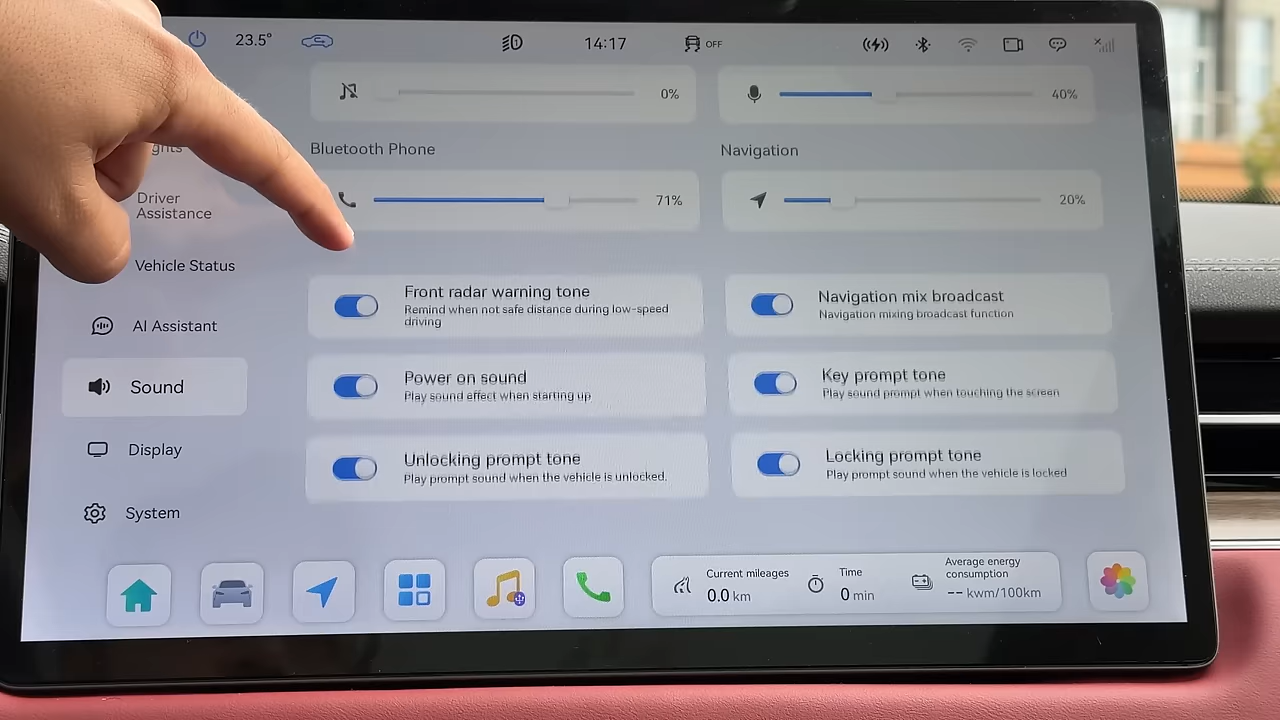 23.5°
14:17
OFF
0%
40%
Bluetooth Phone
Navigation
71%
20%
Driver
Assistance
Vehicle Status
AI Assistant
Sound
Display
System
Front radar warning tone
Remind when not safe distance during low-speed
driving
Navigation mix broadcast
Navigation mixing broadcast function
Power on sound
Play sound effect when starting up
Key prompt tone
Play sound prompt when touching the screen
Unlocking prompt tone
Play prompt sound when the vehicle is unlocked.
Locking prompt tone
Play prompt sound when the vehicle is locked
Current mileages
0.0 km
Time
0 min
Average energy
consumption
-- kwm/100km